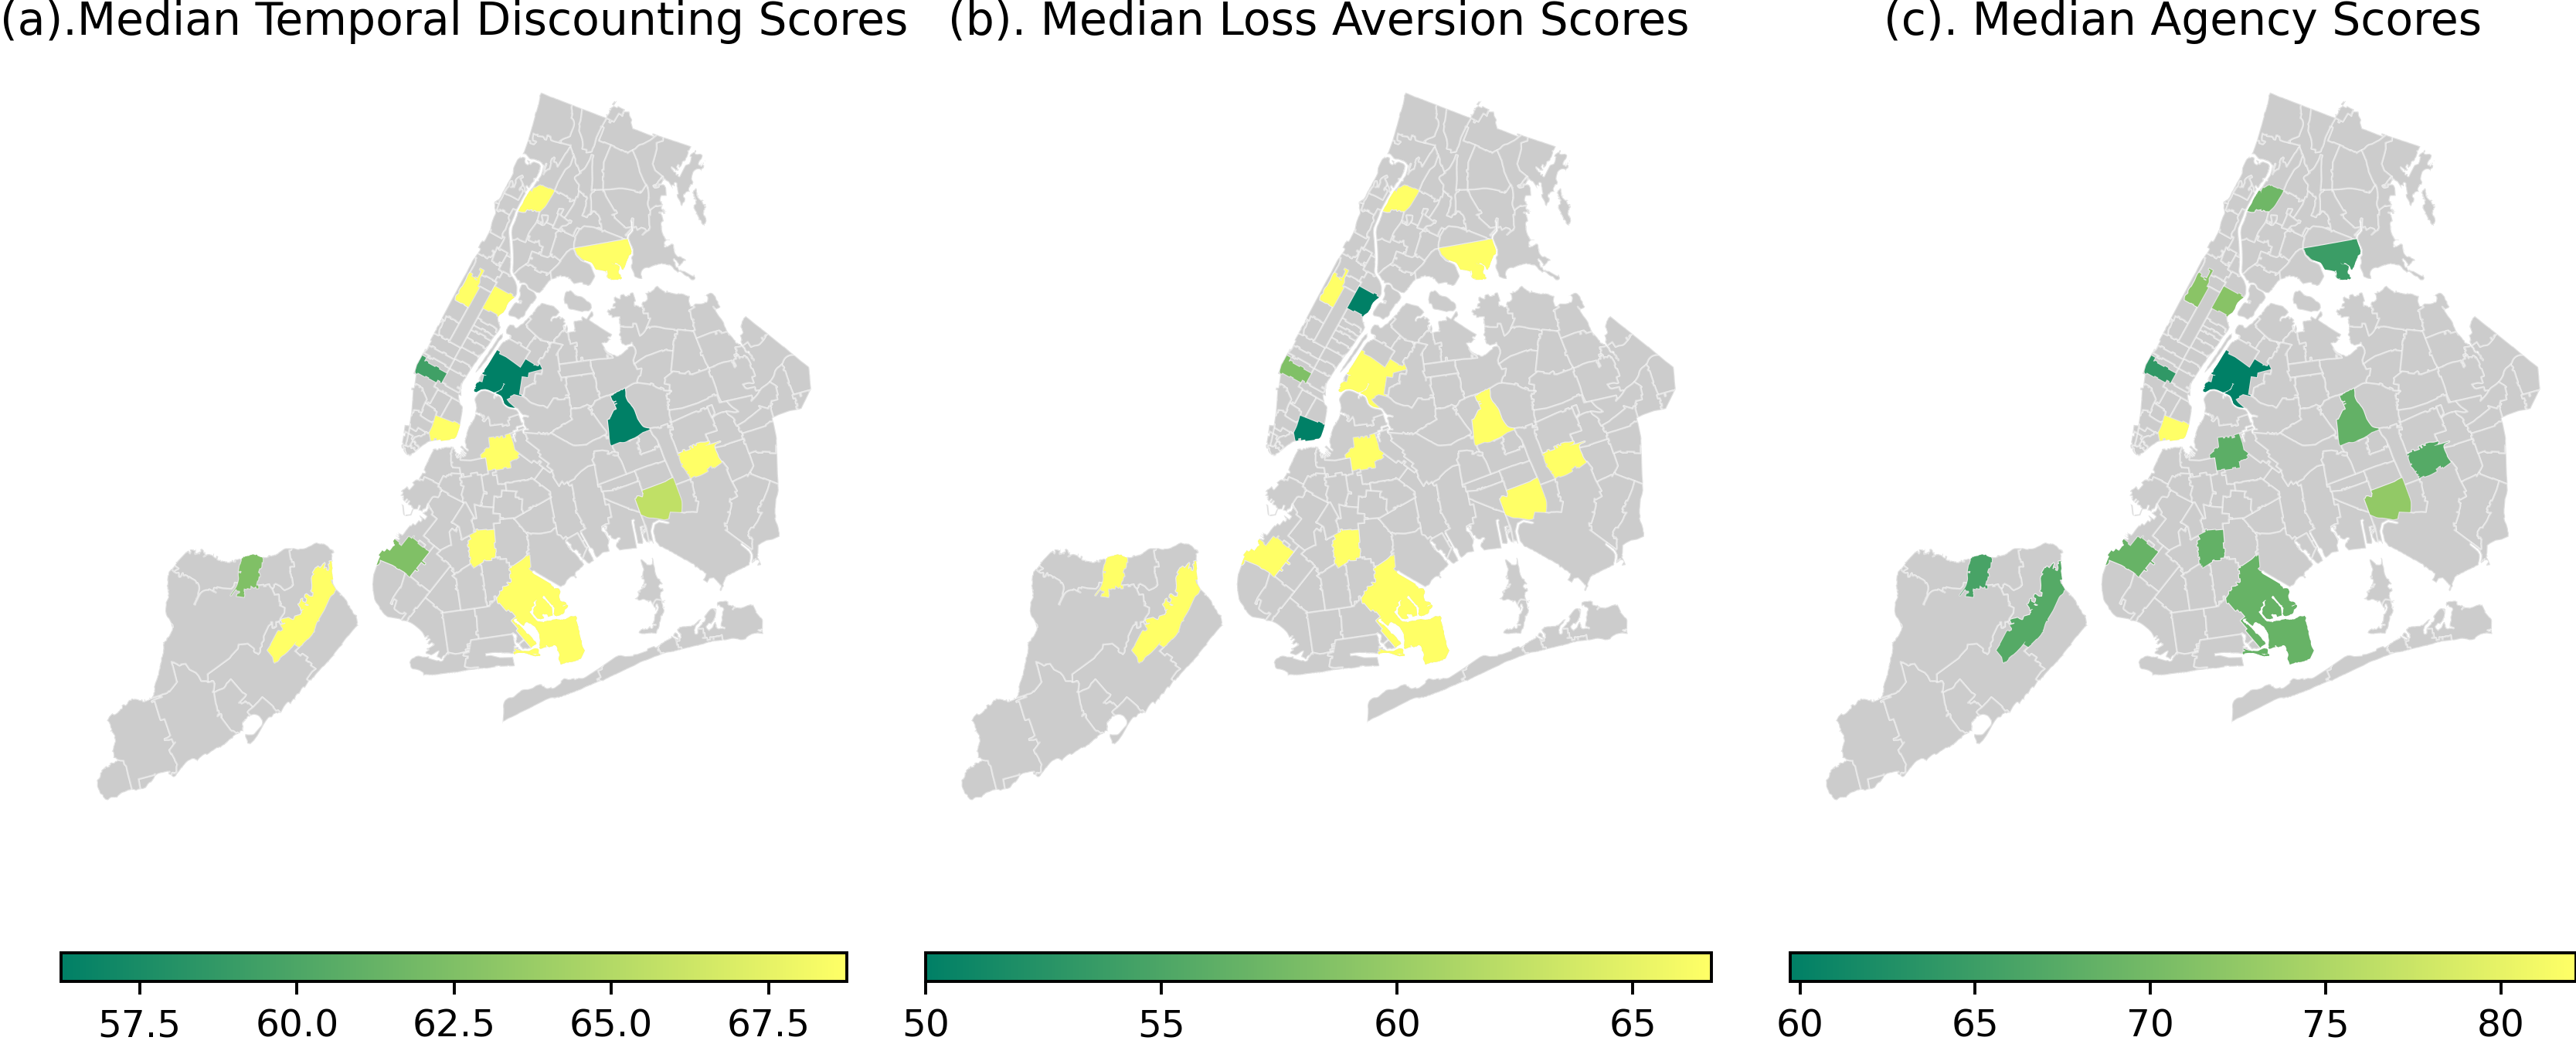 (a).Median Temporal Discounting Scores
(b). Median Loss Aversion Scores
(c). Median Agency Scores
57.5 60.0 62.5 65.0 67.5
50 55 60 65
60 65 70 75 80